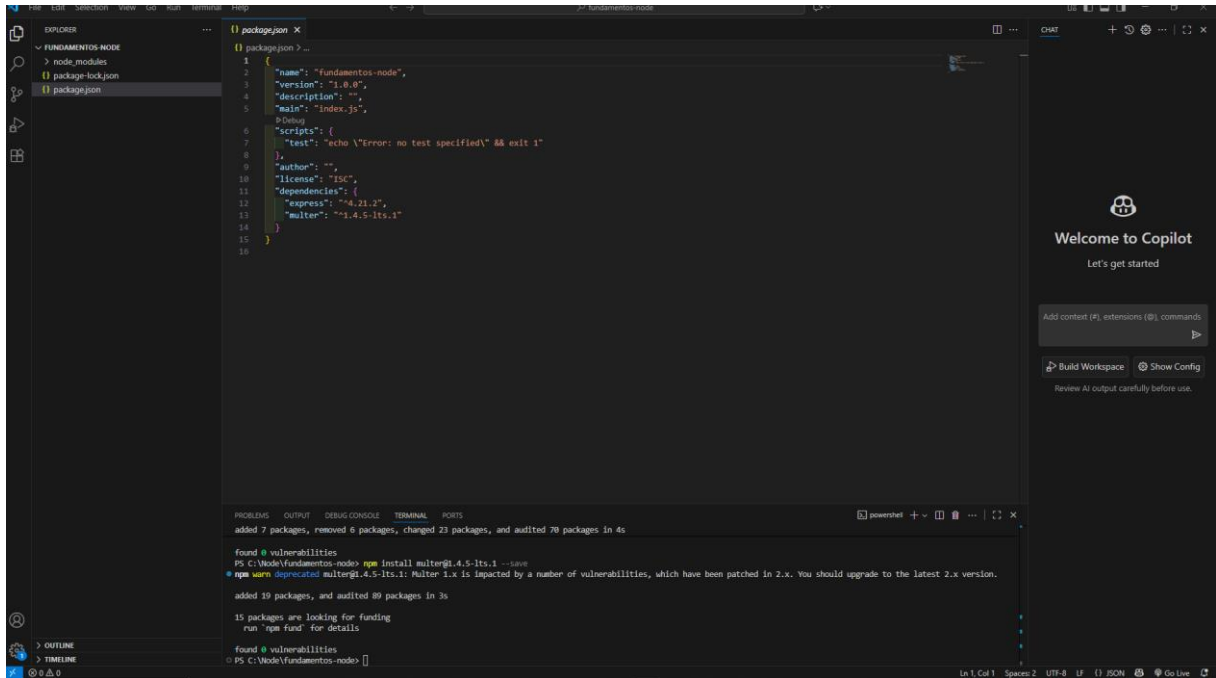 File Edit Selection View Go Run Terminal Help
fundamentos-node
EXPLORER
FUNDAMENTOS-NODE
node_modules
{} package-lock.json
{} package.json
OUTLINE
TIMELINE
{} package.json
{} package.json > ...
1 {
2 "name": "fundamentos-node",
3 "version": "1.0.0",
4 "description": "",
5 "main": "index.js",
Debug
6 "scripts": {
7 "test": "echo \"Error: no test specified\" && exit 1"
8 },
9 "author": "",
10 "license": "ISC",
11 "dependencies": {
12 "express": "^4.21.2",
13 "multer": "^1.4.5-lts.1"
14 }
15 }
16
PROBLEMS OUTPUT DEBUG CONSOLE TERMINAL PORTS
powershell
added 7 packages, removed 6 packages, changed 23 packages, and audited 70 packages in 4s
found 0 vulnerabilities
PS C:\Node\fundamentos-node> npm install multer@1.4.5-lts.1 --save
npm warn deprecated multer@1.4.5-lts.1: Multer 1.x is impacted by a number of vulnerabilities, which have been patched in 2.x. You should upgrade to the latest 2.x version.
added 19 packages, and audited 89 packages in 3s
15 packages are looking for funding
run `npm fund` for details
found 0 vulnerabilities
PS C:\Node\fundamentos-node>
CHAT
Welcome to Copilot
Let's get started
Add context (#), extensions (@), commands
Build Workspace
Show Config
Review AI output carefully before use.
0 0
Ln 1, Col 1 Spaces: 2 UTF-8 LF {} JSON Go Live